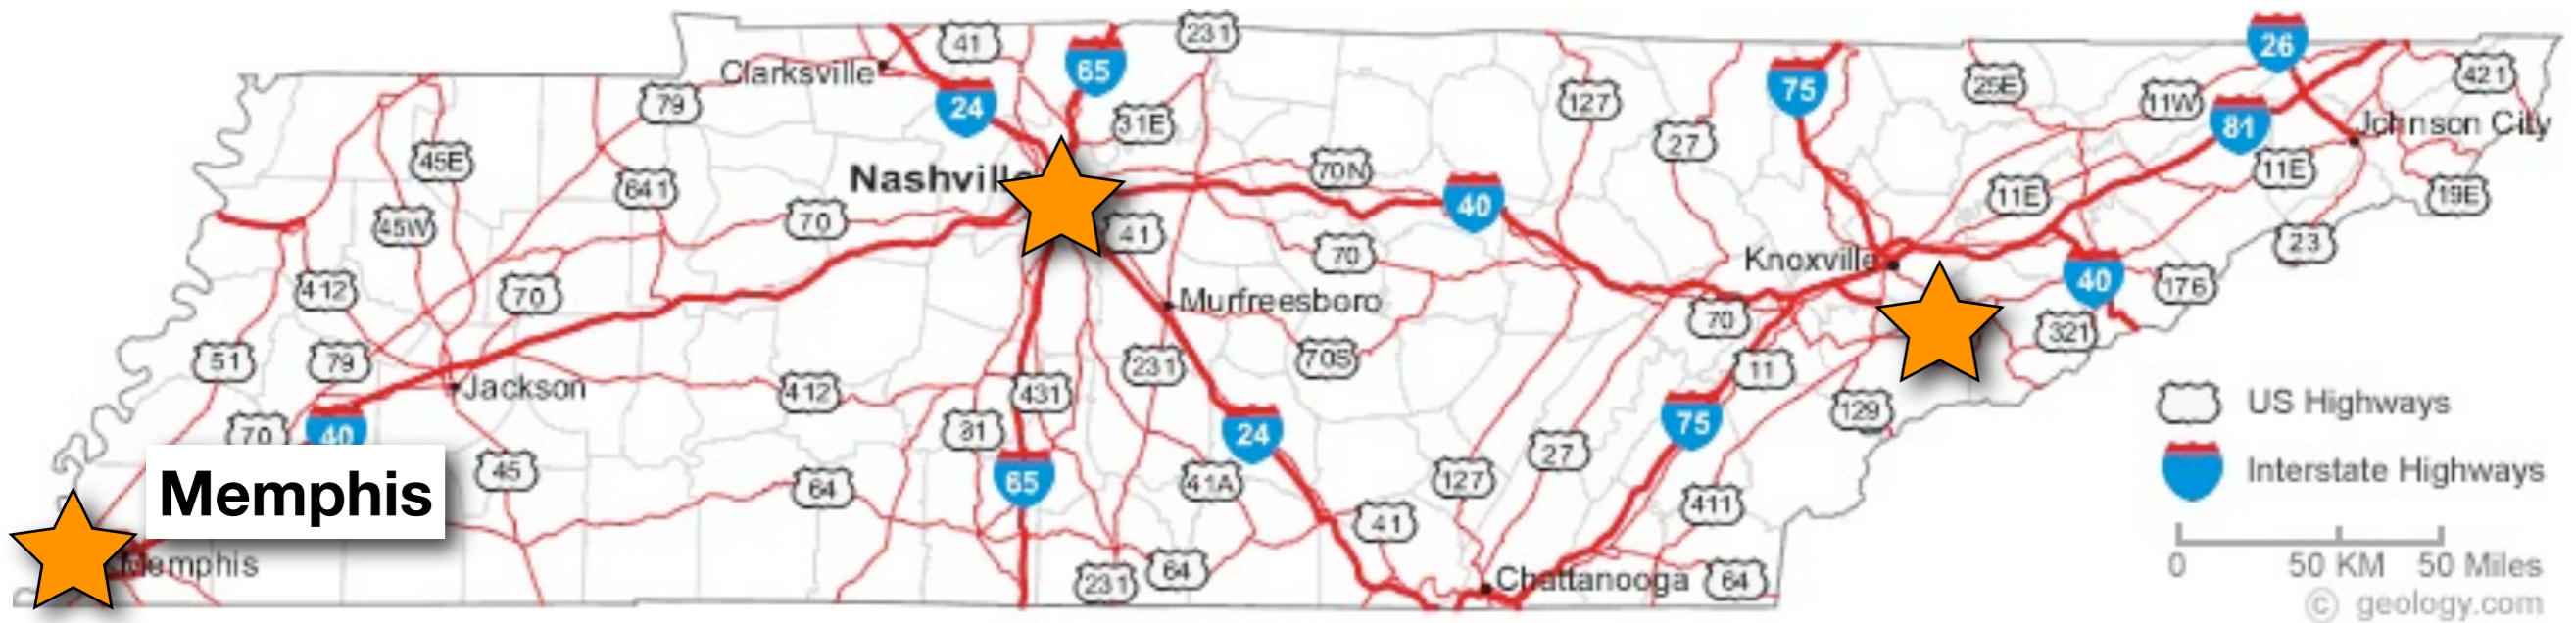 231
26
41
65
Clarksville
75
25E
421
79
24
127
11W
31E
27
81
Johnson City
45E
70N
11E
641
Nashville
40
11E
19E
45W
70
41
70
Knoxville
23
412
70
Murfreesboro
40
176
70
321
51
79
231
70S
11
Jackson
412
431
75
129
US Highways
70
40
31
24
27
Interstate Highways
Memphis
45
64
65
41A
127
411
41
0 50 KM 50 Miles
Memphis
231
64
Chattanooga
64
© geology.com